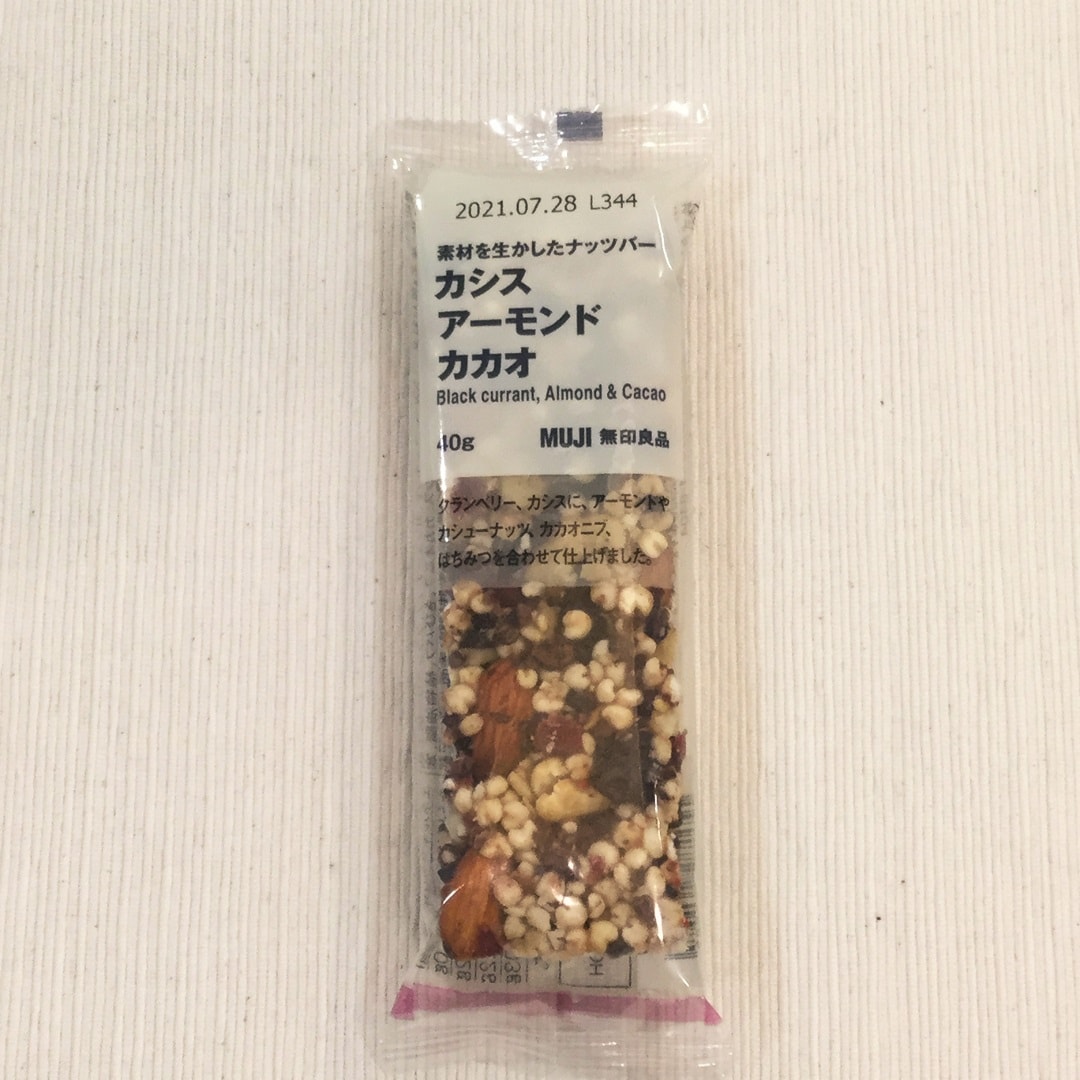 2021.07.28 L344
素材を生かしたナッツバー
カシス
アーモンド
カカオ
Black currant, Almond & Cacao
40g MUJI 無印良品
クランベリー、カシスに、アーモンドや
カシューナッツ、カカオニブ、
はちみつを合わせて仕上げました。